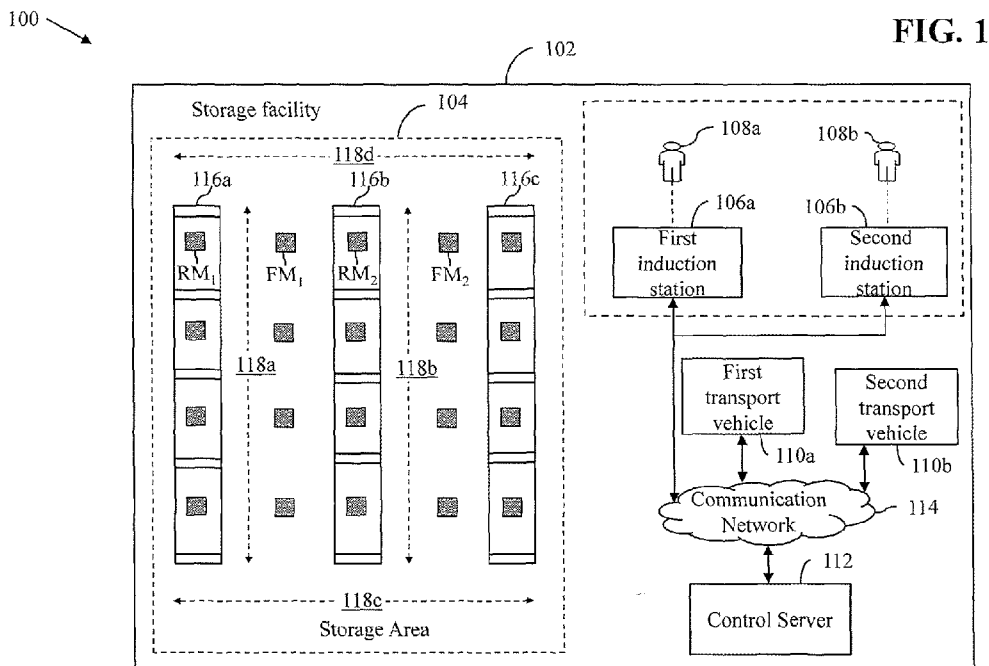 100
FIG. 1
102
Storage facility
104
118d
116a
116b
116c
RM1
FM1
RM2
FM2
118a
118b
118c
Storage Area
108a
108b
106a
106b
First
induction
station
Second
induction
station
First
transport
vehicle
110a
Second
transport
vehicle
110b
Communication
Network
114
112
Control Server